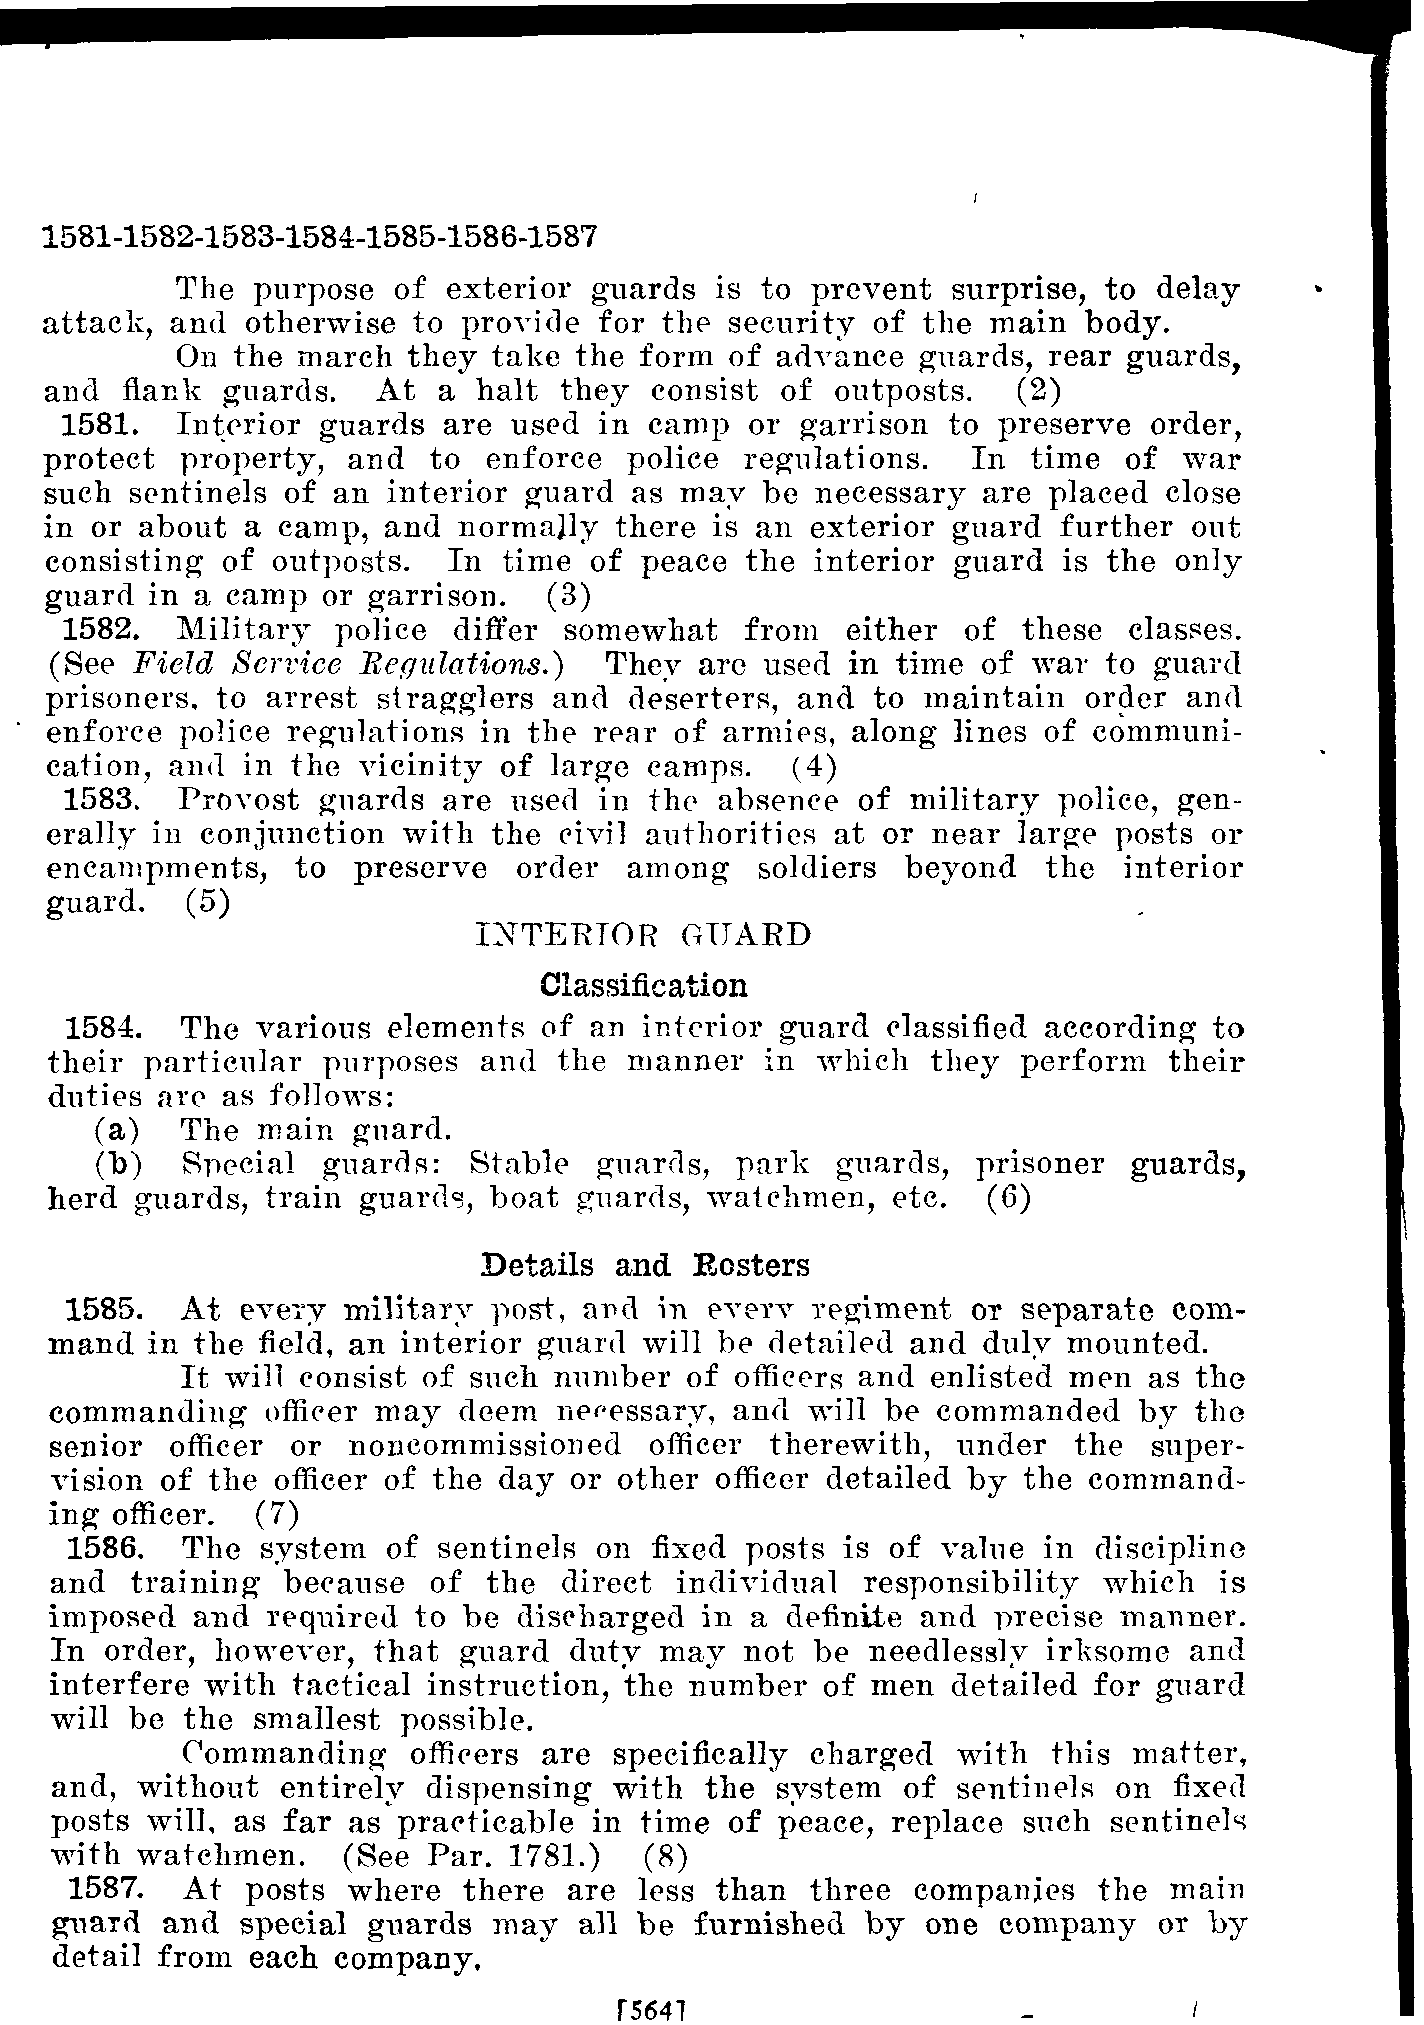 1581-1582-1583-1584-1585-1586-1587
The purpose of exterior guards is to prevent surprise, to delay
attack, and otherwise to provide for the security of the main body.
On the march they take the form of advance guards, rear guards,
and flank guards. At a halt they consist of outposts. (2)
1581. Interior guards are used in camp or garrison to preserve order,
protect property, and to enforce police regulations. In time of war
such sentinels of an interior guard as may be necessary are placed close
in or about a camp, and normally there is an exterior guard further out
consisting of outposts. In time of peace the interior guard is the only
guard in a camp or garrison. (3)
1582. Military police differ somewhat from either of these classes.
(See Field Service Regulations.) They are used in time of war to guard
prisoners, to arrest stragglers and deserters, and to maintain order and
enforce police regulations in the rear of armies, along lines of communi-
cation, and in the vicinity of large camps. (4)
1583. Provost guards are used in the absence of military police, gen-
erally in conjunction with the civil authorities at or near large posts or
encampments, to preserve order among soldiers beyond the interior
guard. (5)
INTERIOR GUARD
Classification
1584. The various elements of an interior guard classified according to
their particular purposes and the manner in which they perform their
duties are as follows:
(a) The main guard.
(b) Special guards: Stable guards, park guards, prisoner guards,
herd guards, train guards, boat guards, watchmen, etc. (6)
Details and Rosters
1585. At every military post, and in every regiment or separate com-
mand in the field, an interior guard will be detailed and duly mounted.
It will consist of such number of officers and enlisted men as the
commanding officer may deem necessary, and will be commanded by the
senior officer or noncommissioned officer therewith, under the super-
vision of the officer of the day or other officer detailed by the command-
ing officer. (7)
1586. The system of sentinels on fixed posts is of value in discipline
and training because of the direct individual responsibility which is
imposed and required to be discharged in a definite and precise manner.
In order, however, that guard duty may not be needlessly irksome and
interfere with tactical instruction, the number of men detailed for guard
will be the smallest possible.
Commanding officers are specifically charged with this matter,
and, without entirely dispensing with the system of sentinels on fixed
posts will, as far as practicable in time of peace, replace such sentinels
with watchmen. (See Par. 1781.) (8)
1587. At posts where there are less than three companies the main
guard and special guards may all be furnished by one company or by
detail from each company.
[564]